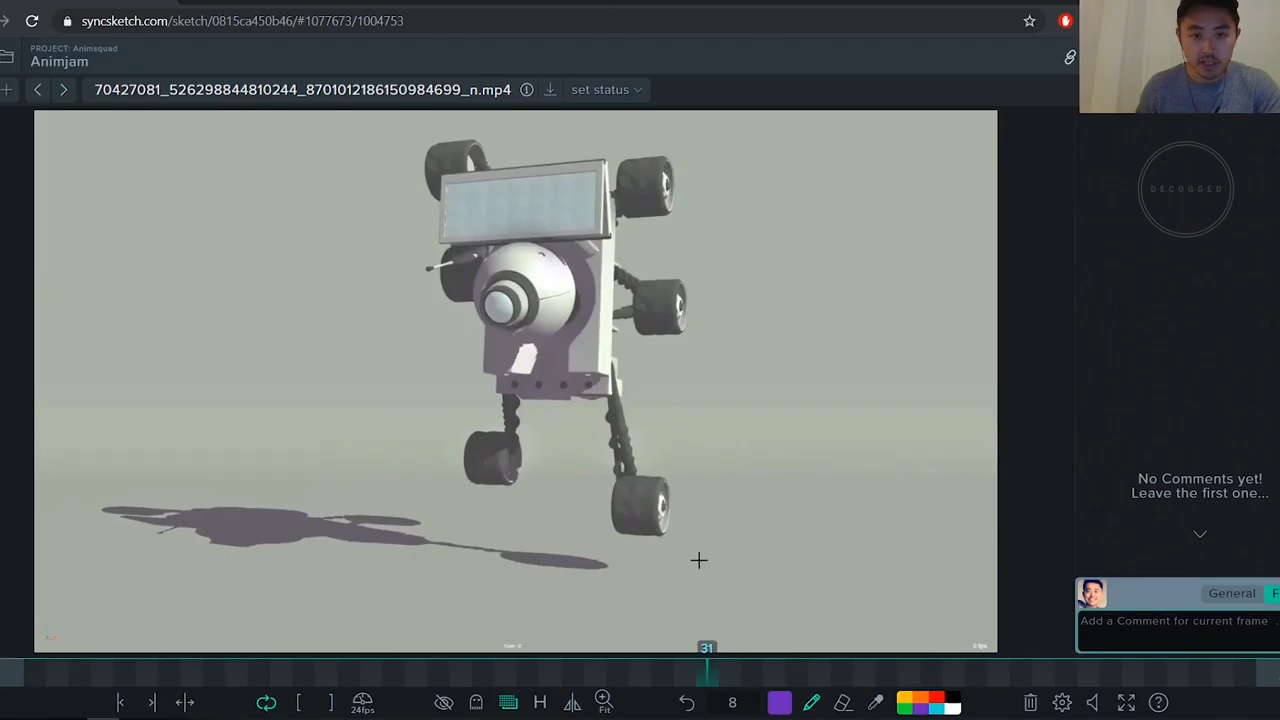 syncsketch.com/sketch/0815ca450b46/#1077673/1004753
PROJECT: Animsquad
Animjam
70427081_526298844810244_8701012186150984699_n.mp4
set status
DECOGGED
No Comments yet!
Leave the first one...
General
F
Add a Comment for current frame ...
31
24fps
H
Fit
8